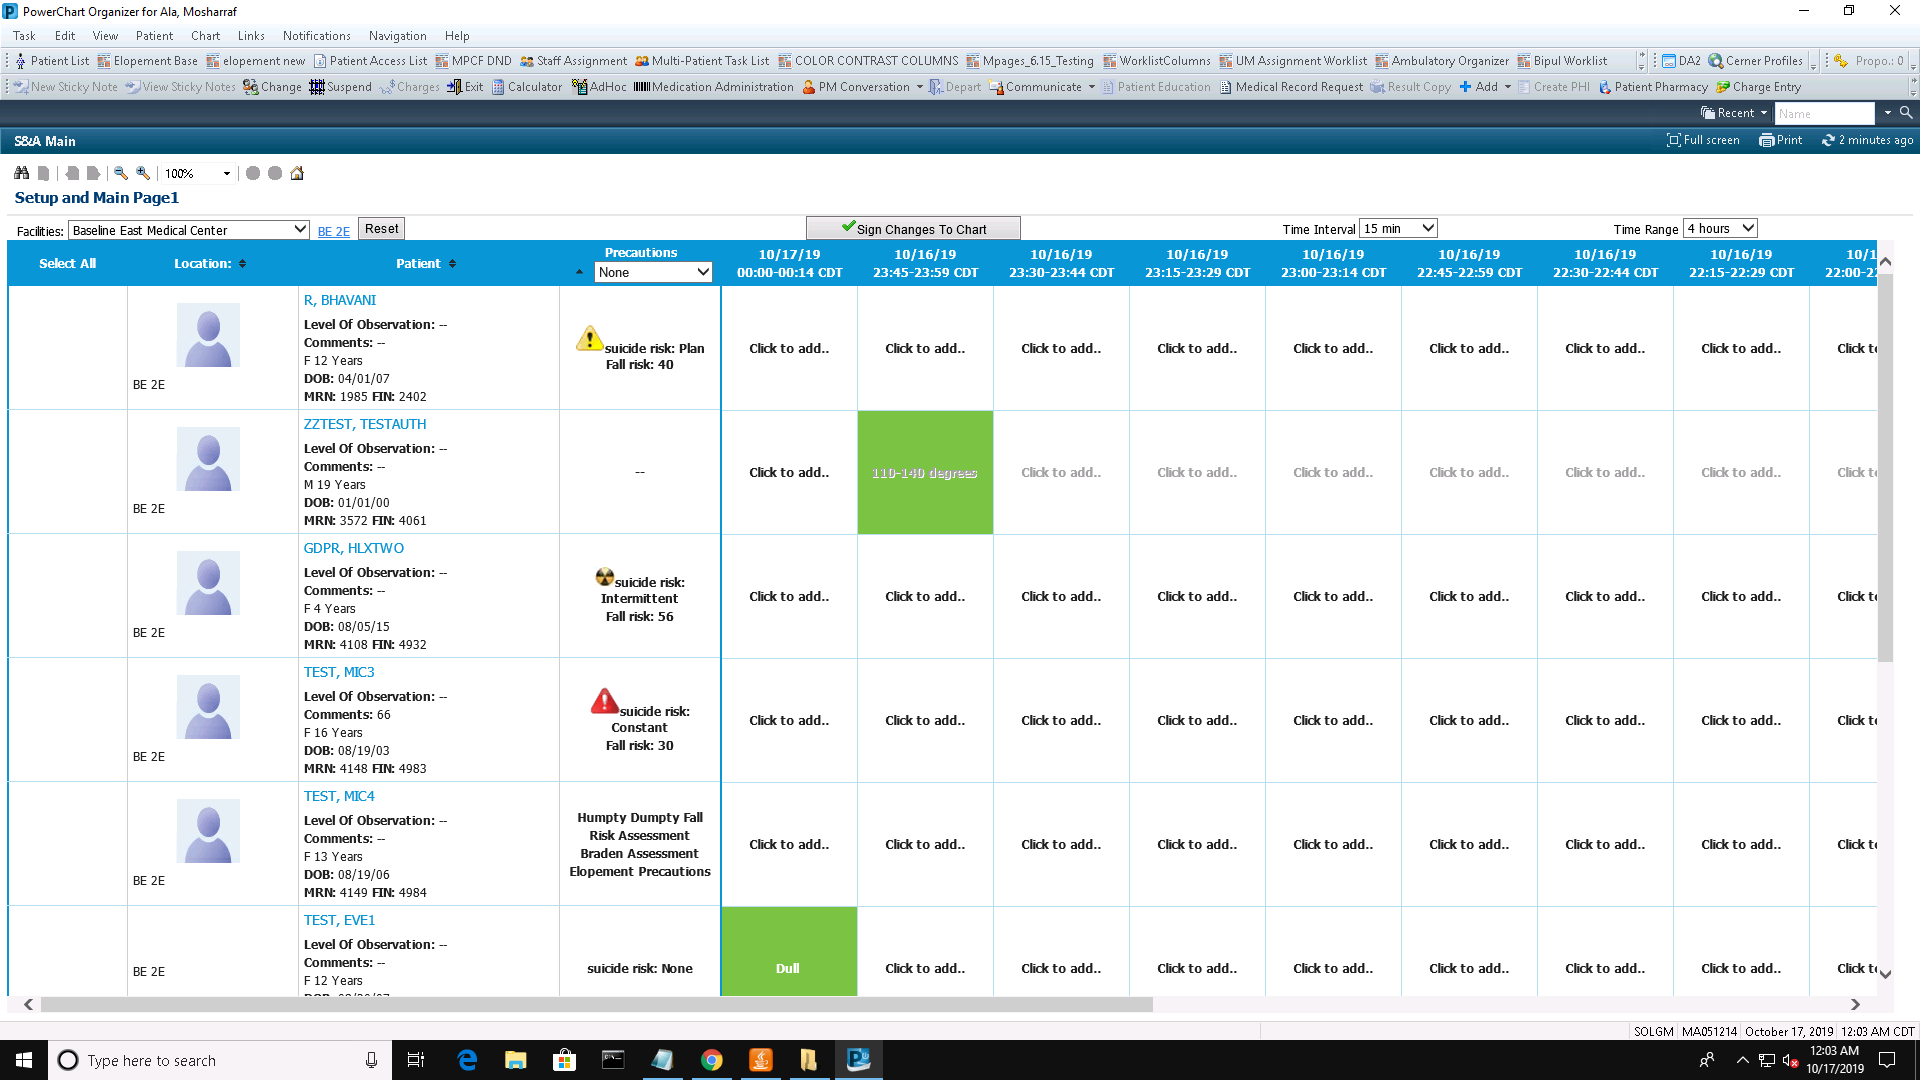 PowerChart Organizer for Ala, Mosharraf
Task Edit View Patient Chart Links Notifications Navigation Help
Patient List Elopement Base elopement new Patient Access List MPCF DND Staff Assignment Multi-Patient Task List COLOR CONTRAST COLUMNS Mpages_6.15_Testing WorklistColumns UM Assignment Worklist Ambulatory Organizer Bipul Worklist DA2 Cerner Profiles Propo.: 0
New Sticky Note View Sticky Notes Change Suspend Charges Exit Calculator AdHoc Medication Administration PM Conversation Depart Communicate Patient Education Medical Record Request Result Copy Add Create PHI Patient Pharmacy Charge Entry
Recent Name
S&A Main Full screen Print 2 minutes ago
100%
Setup and Main Page1
Facilities: Baseline East Medical Center BE 2E Reset Sign Changes To Chart Time Interval 15 min Time Range 4 hours
Select All Location: Patient Precautions None
10/17/19 10/16/19 10/16/19 10/16/19 10/16/19 10/16/19 10/16/19 10/16/19 10/1
00:00-00:14 CDT 23:45-23:59 CDT 23:30-23:44 CDT 23:15-23:29 CDT 23:00-23:14 CDT 22:45-22:59 CDT 22:30-22:44 CDT 22:15-22:29 CDT 22:00-22
BE 2E
R, BHAVANI
Level Of Observation: --
Comments: --
F 12 Years
DOB: 04/01/07
MRN: 1985 FIN: 2402
suicide risk: Plan
Fall risk: 40
Click to add.. Click to add.. Click to add.. Click to add.. Click to add.. Click to add.. Click to add.. Click to add.. Click t
BE 2E
ZZTEST, TESTAUTH
Level Of Observation: --
Comments: --
M 19 Years
DOB: 01/01/00
MRN: 3572 FIN: 4061
--
Click to add.. 110-140 degrees Click to add.. Click to add.. Click to add.. Click to add.. Click to add.. Click to add.. Click t
BE 2E
GDPR, HLXTWO
Level Of Observation: --
Comments: --
F 4 Years
DOB: 08/05/15
MRN: 4108 FIN: 4932
suicide risk:
Intermittent
Fall risk: 56
Click to add.. Click to add.. Click to add.. Click to add.. Click to add.. Click to add.. Click to add.. Click to add.. Click t
BE 2E
TEST, MIC3
Level Of Observation: --
Comments: 66
F 16 Years
DOB: 08/19/03
MRN: 4148 FIN: 4983
suicide risk:
Constant
Fall risk: 30
Click to add.. Click to add.. Click to add.. Click to add.. Click to add.. Click to add.. Click to add.. Click to add.. Click t
BE 2E
TEST, MIC4
Level Of Observation: --
Comments: --
F 13 Years
DOB: 08/19/06
MRN: 4149 FIN: 4984
Humpty Dumpty Fall
Risk Assessment
Braden Assessment
Elopement Precautions
Click to add.. Click to add.. Click to add.. Click to add.. Click to add.. Click to add.. Click to add.. Click to add.. Click t
BE 2E
TEST, EVE1
Level Of Observation: --
Comments: --
F 12 Years
suicide risk: None
Dull Click to add.. Click to add.. Click to add.. Click to add.. Click to add.. Click to add.. Click to add.. Click t
SOLGM MA051214 October 17, 2019 12:03 AM CDT
Type here to search
12:03 AM
10/17/2019